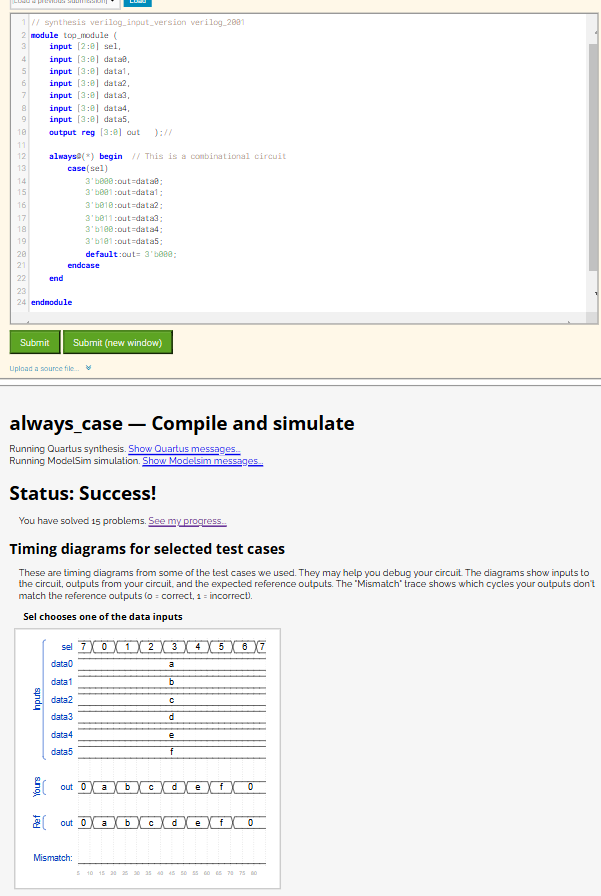 [Load a previous submission]
Load
1 // synthesis verilog_input_version verilog_2001
2 module top_module (
3 input [2:0] sel,
4 input [3:0] data0,
5 input [3:0] data1,
6 input [3:0] data2,
7 input [3:0] data3,
8 input [3:0] data4,
9 input [3:0] data5,
10 output reg [3:0] out );//
11
12 always@(*) begin // This is a combinational circuit
13 case(sel)
14 3'b000:out=data0;
15 3'b001:out=data1;
16 3'b010:out=data2;
17 3'b011:out=data3;
18 3'b100:out=data4;
19 3'b101:out=data5;
20 default:out= 3'b000;
21 endcase
22 end
23
24 endmodule
Submit Submit (new window)
Upload a source file...
always_case — Compile and simulate
Running Quartus synthesis. Show Quartus messages...
Running ModelSim simulation. Show Modelsim messages...
Status: Success!
You have solved 15 problems. See my progress...
Timing diagrams for selected test cases
These are timing diagrams from some of the test cases we used. They may help you debug your circuit. The diagrams show inputs to
the circuit, outputs from your circuit, and the expected reference outputs. The "Mismatch" trace shows which cycles your outputs don't
match the reference outputs (0 = correct, 1 = incorrect).
Sel chooses one of the data inputs
Inputs
sel 7 0 1 2 3 4 5 6 7
data0 a
data1 b
data2 c
data3 d
data4 e
data5 f
Yours
out 0 a b c d e f 0
Ref
out 0 a b c d e f 0
Mismatch:
5 10 15 20 25 30 35 40 45 50 55 60 65 70 75 80